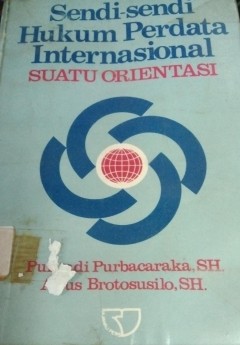 Sendi-sendi
Hukum Perdata
Internasional
SUATU ORIENTASI
Purbacaraka, SH.
Brotosusilo, SH.